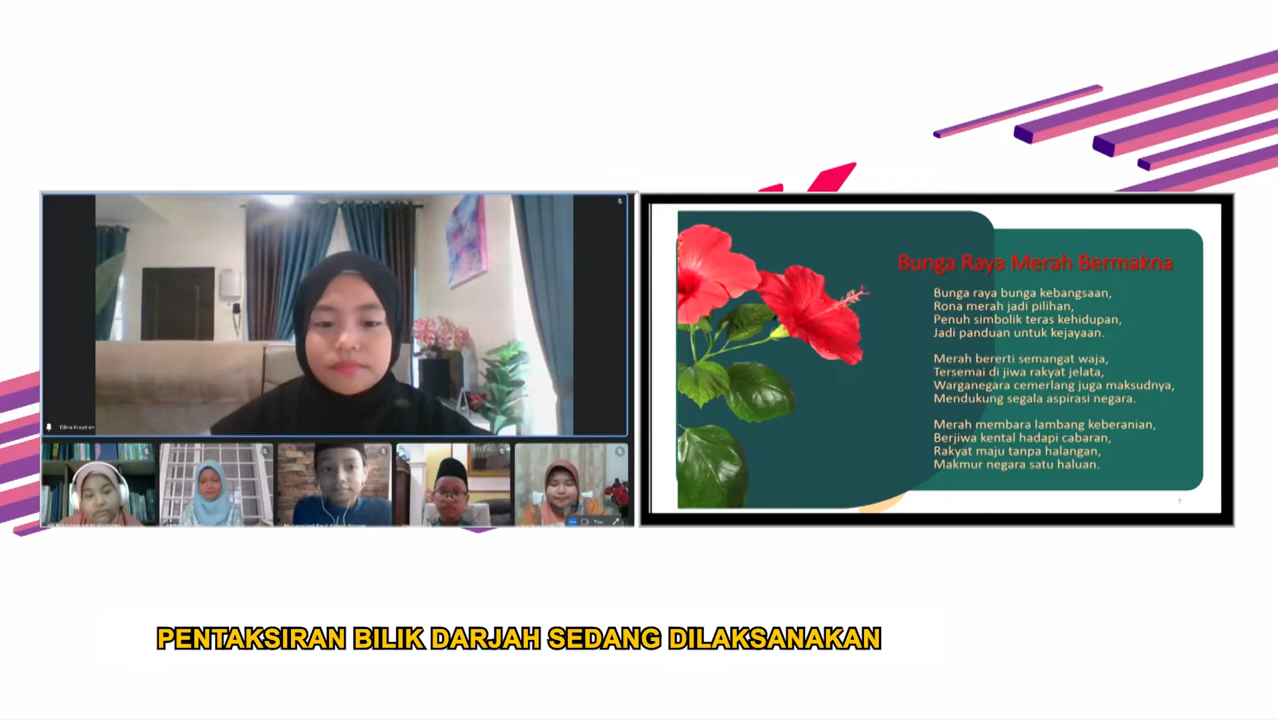 Bunga Raya Merah Bermakna
Bunga raya bunga kebangsaan,
Rona merah jadi pilihan,
Penuh simbolik teras kehidupan,
Jadi panduan untuk kejayaan.
Merah bererti semangat waja,
Tersemai di jiwa rakyat jelata,
Warganegara cemerlang juga maksudnya,
Mendukung segala aspirasi negara.
Merah membara lambang keberanian,
Berjiwa kental hadapi cabaran,
Rakyat maju tanpa halangan,
Makmur negara satu haluan.
5
PENTAKSIRAN BILIK DARJAH SEDANG DILAKSANAKAN